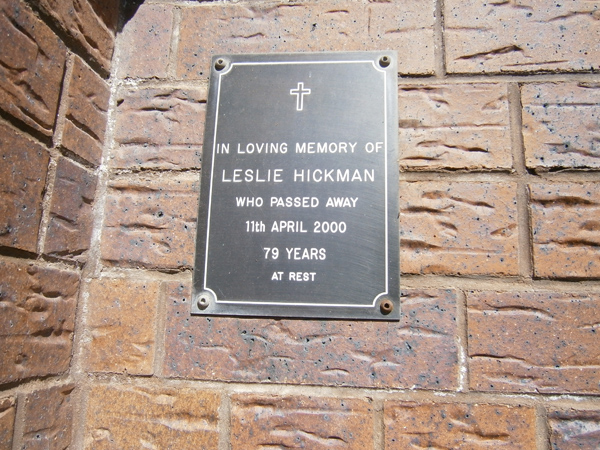 IN LOVING MEMORY OF
LESLIE HICKMAN
WHO PASSED AWAY
11th APRIL 2000
79 YEARS
AT REST